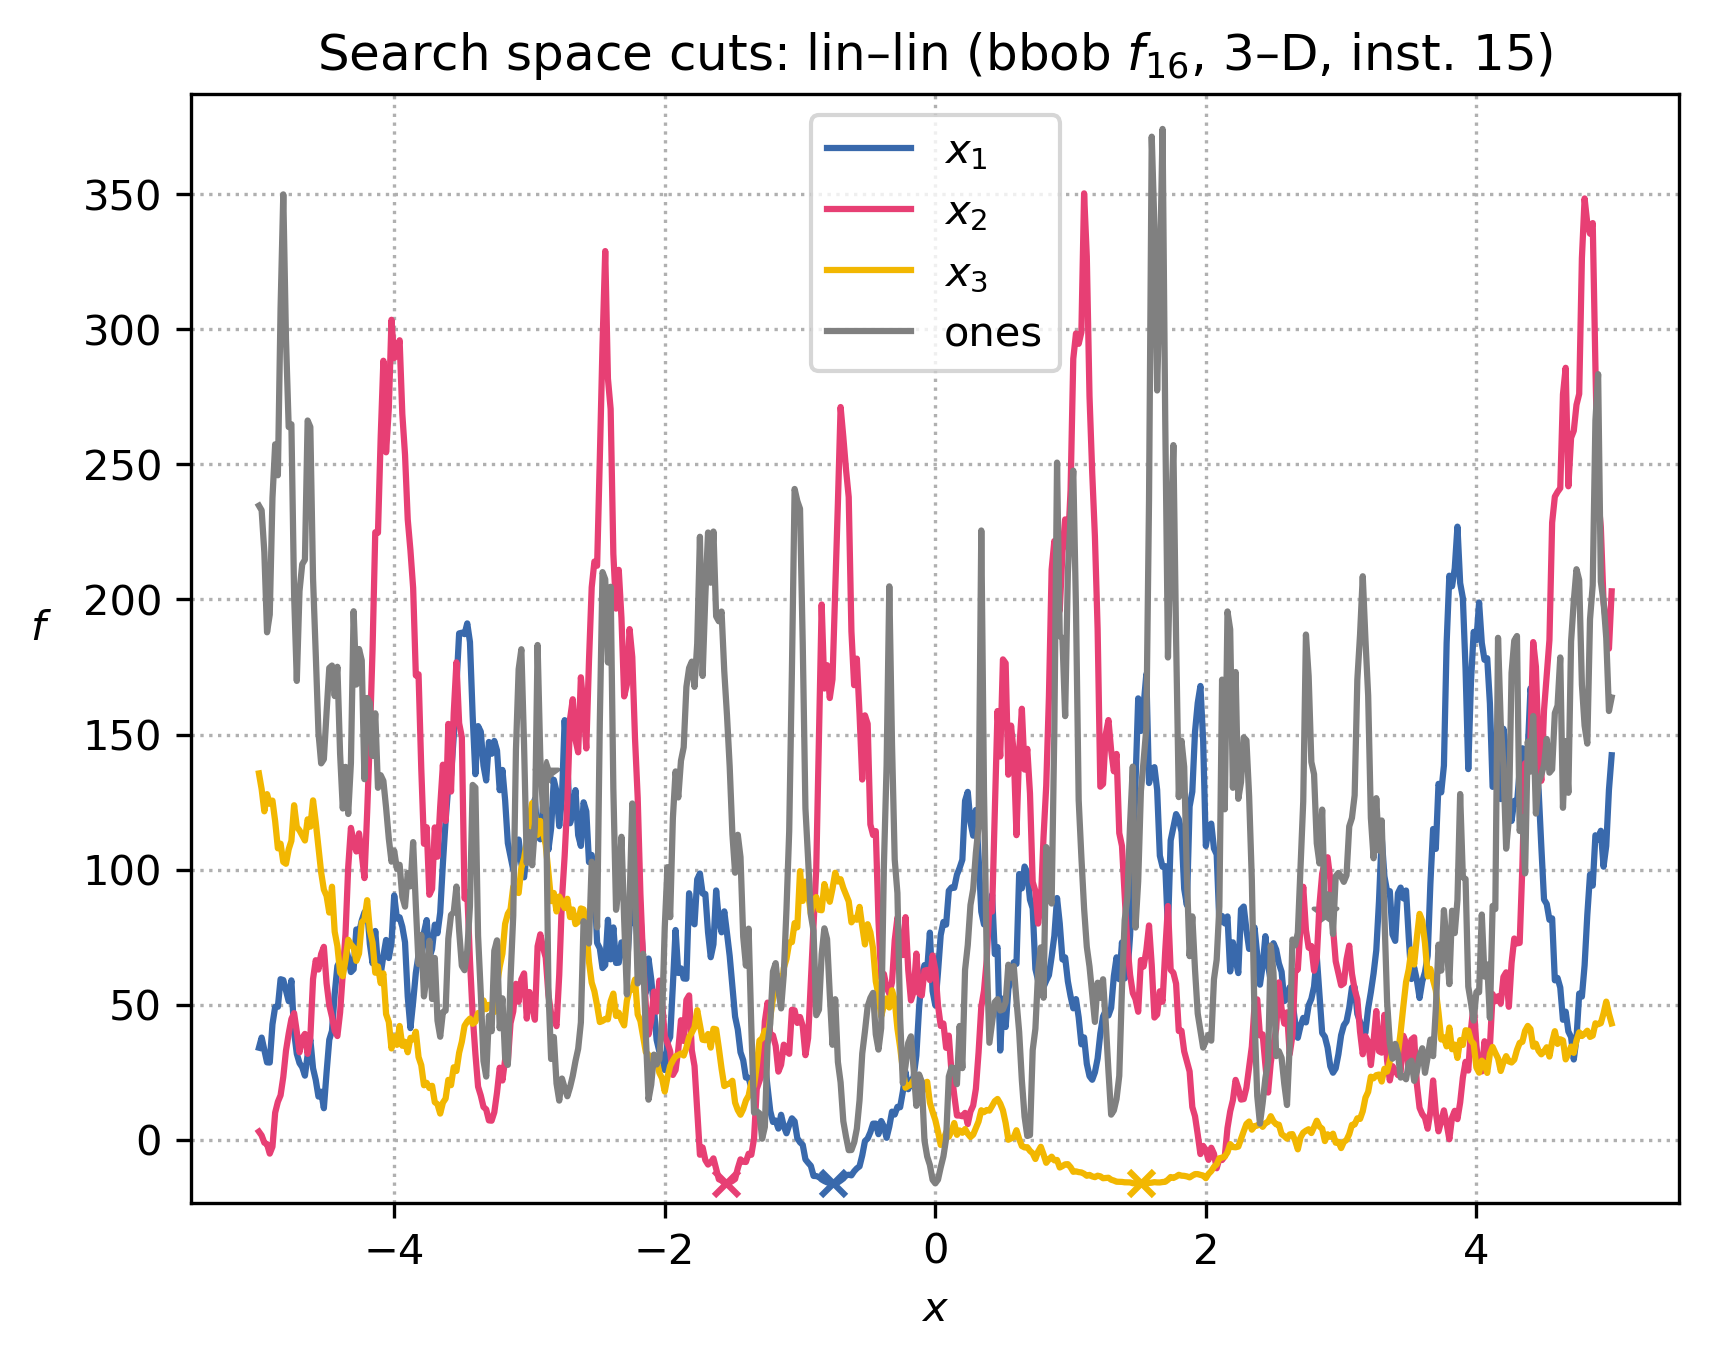 Search space cuts: lin–lin (bbob f16, 3–D, inst. 15)
x1
x2
x3
ones
350
300
250
200
150
100
50
0
f
−4 −2 0 2 4
x